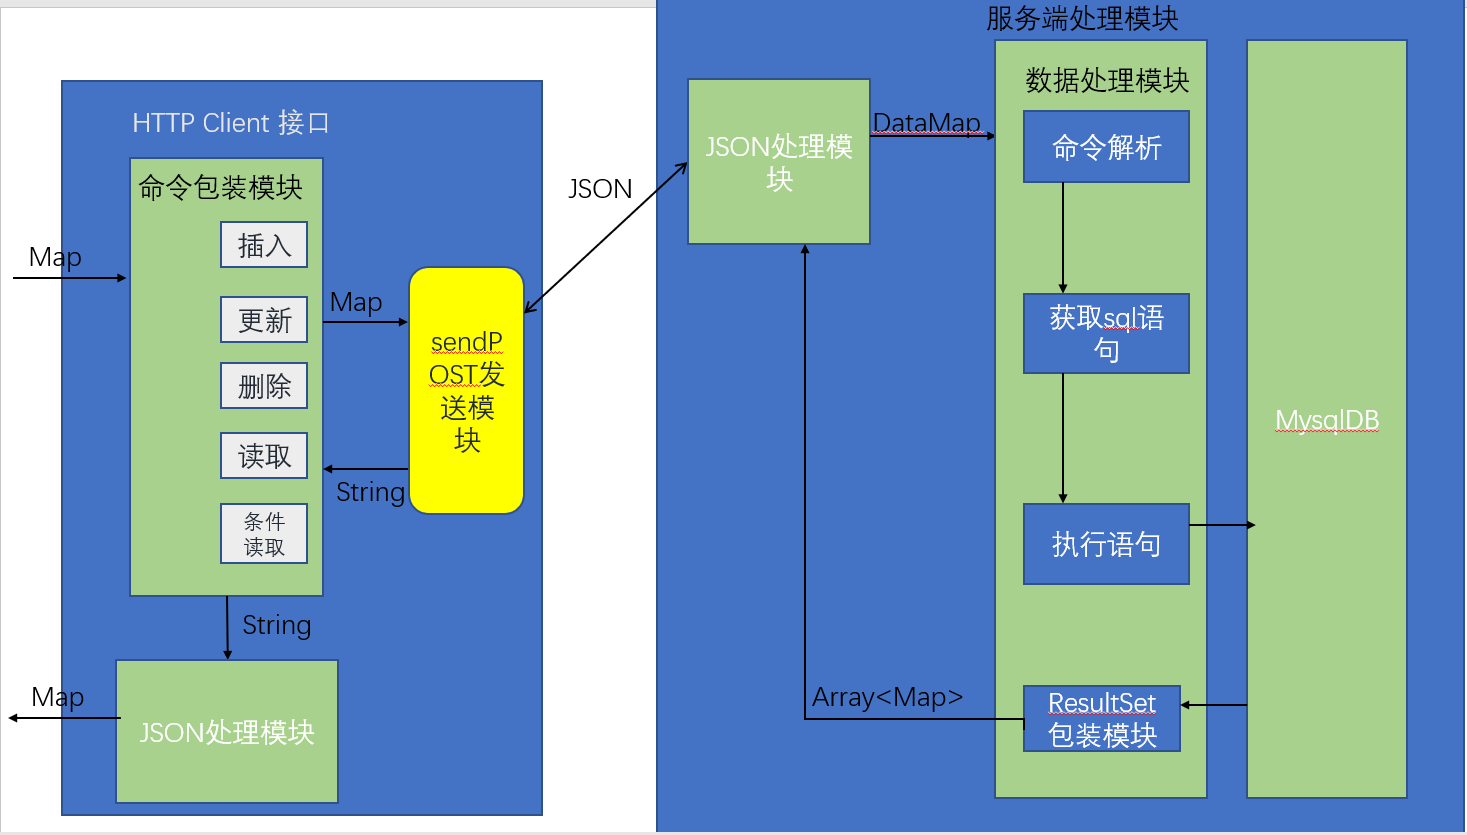 HTTP Client 接口
命令包装模块
插入
更新
删除
读取
条件
读取
Map
Map
sendP
OST发
送模
块
String
String
JSON处理模块
Map
JSON
服务端处理模块
JSON处理模
块
DataMap
数据处理模块
命令解析
获取sql语
句
执行语句
ResultSet
包装模块
Array<Map>
MysqlDB